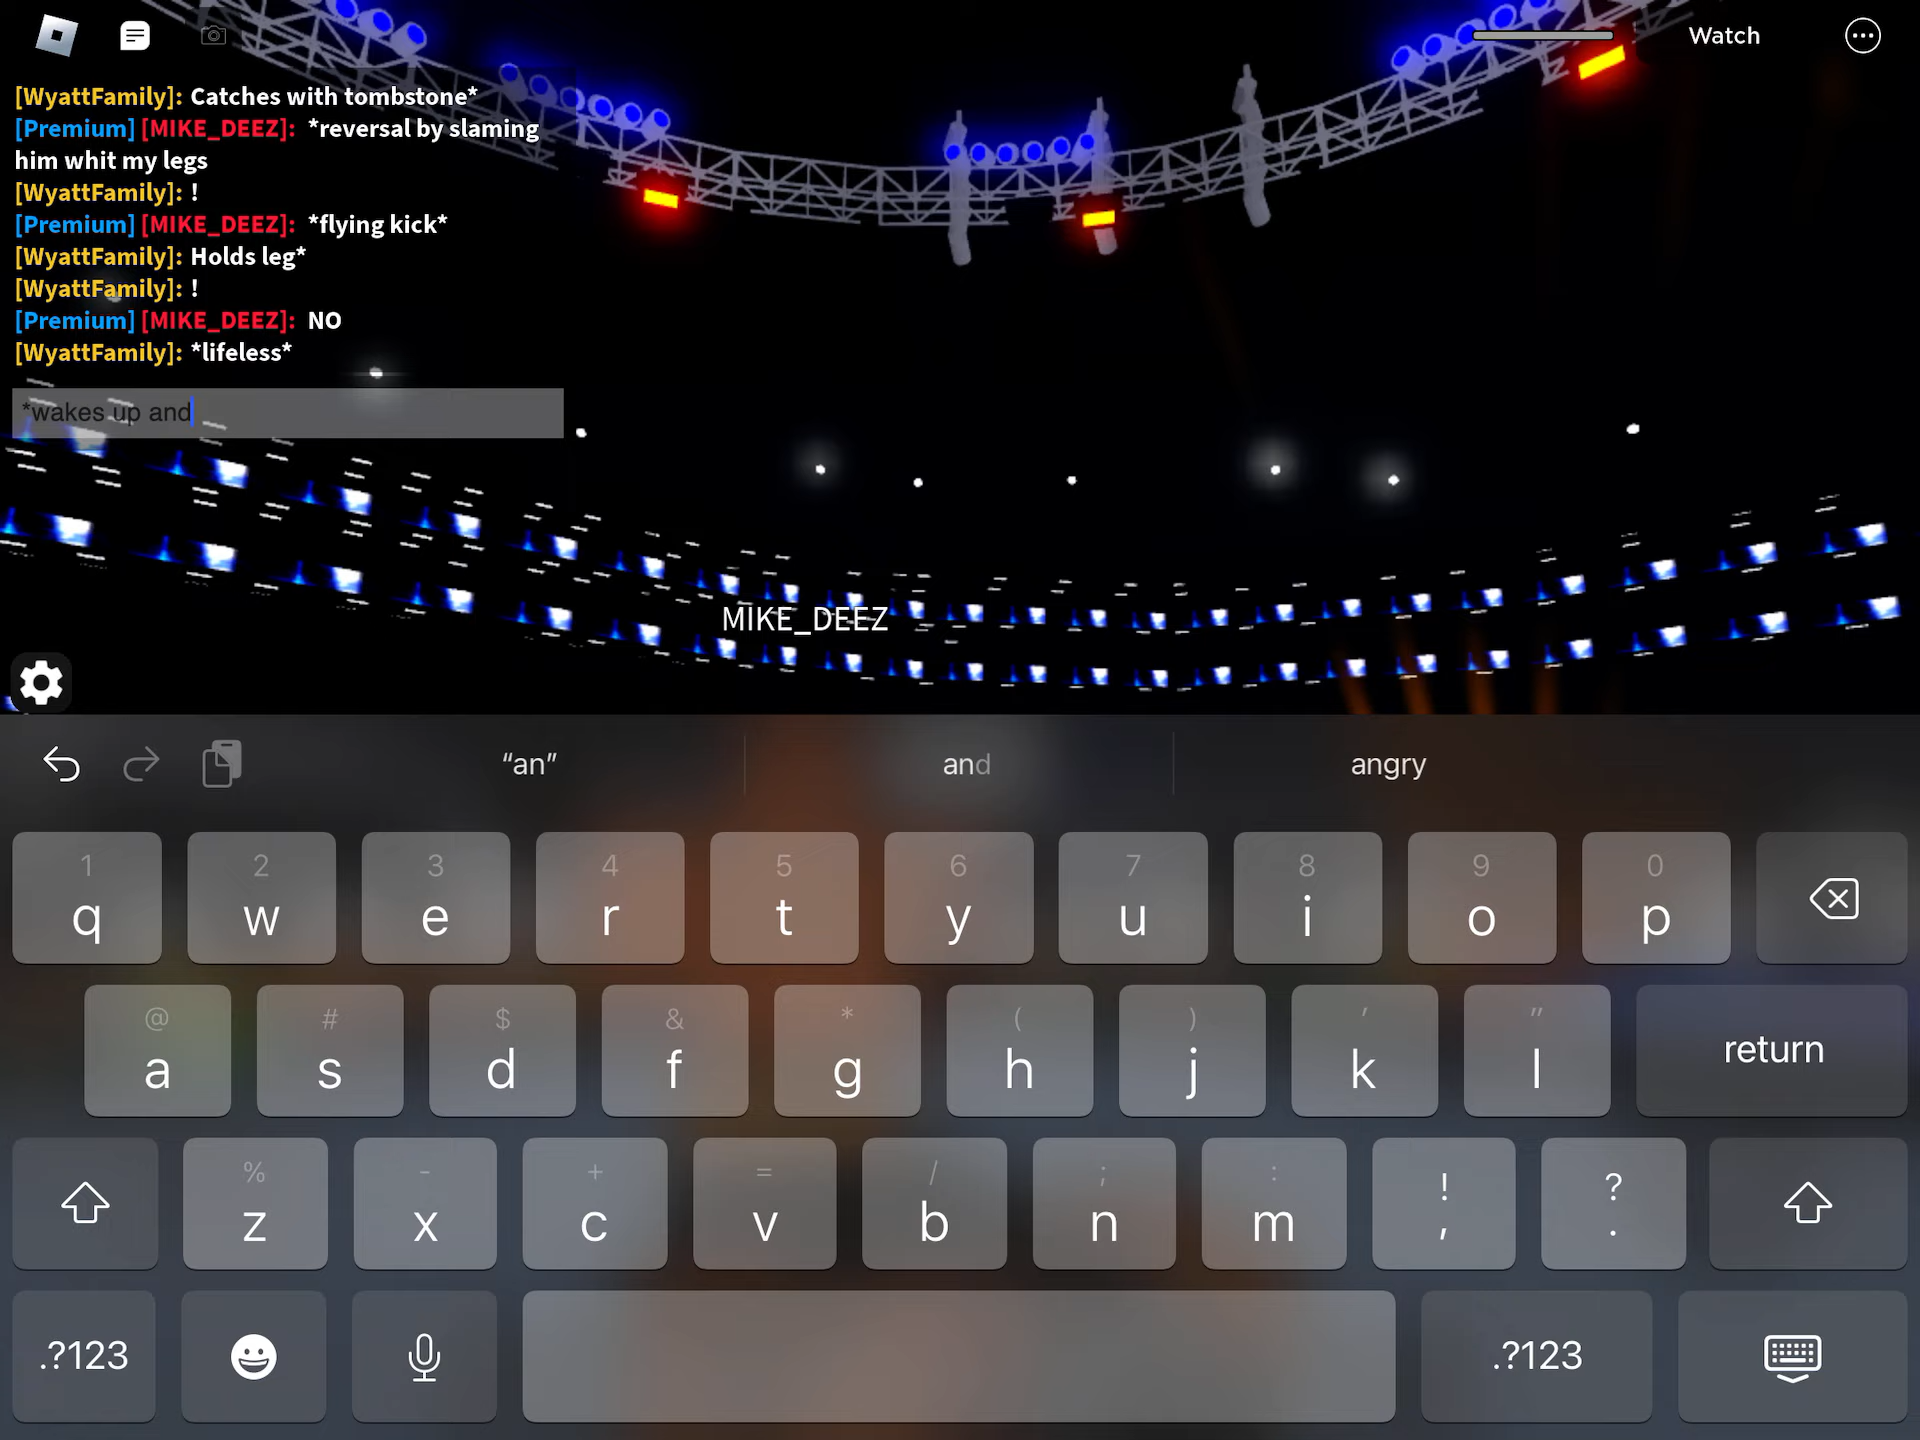 Watch
[WyattFamily]: Catches with tombstone*
[Premium] [MIKE_DEEZ]: *reversal by slaming
him whit my legs
[WyattFamily]: !
[Premium] [MIKE_DEEZ]: *flying kick*
[WyattFamily]: Holds leg*
[WyattFamily]: !
[Premium] [MIKE_DEEZ]: NO
[WyattFamily]: *lifeless*
*wakes up and
MIKE_DEEZ
“an” and angry
1 2 3 4 5 6 7 8 9 0
q w e r t y u i o p
@ # $ & * ( ) ' "
a s d f g h j k l return
% - + = / ; : ! ?
z x c v b n m , .
.?123 .?123